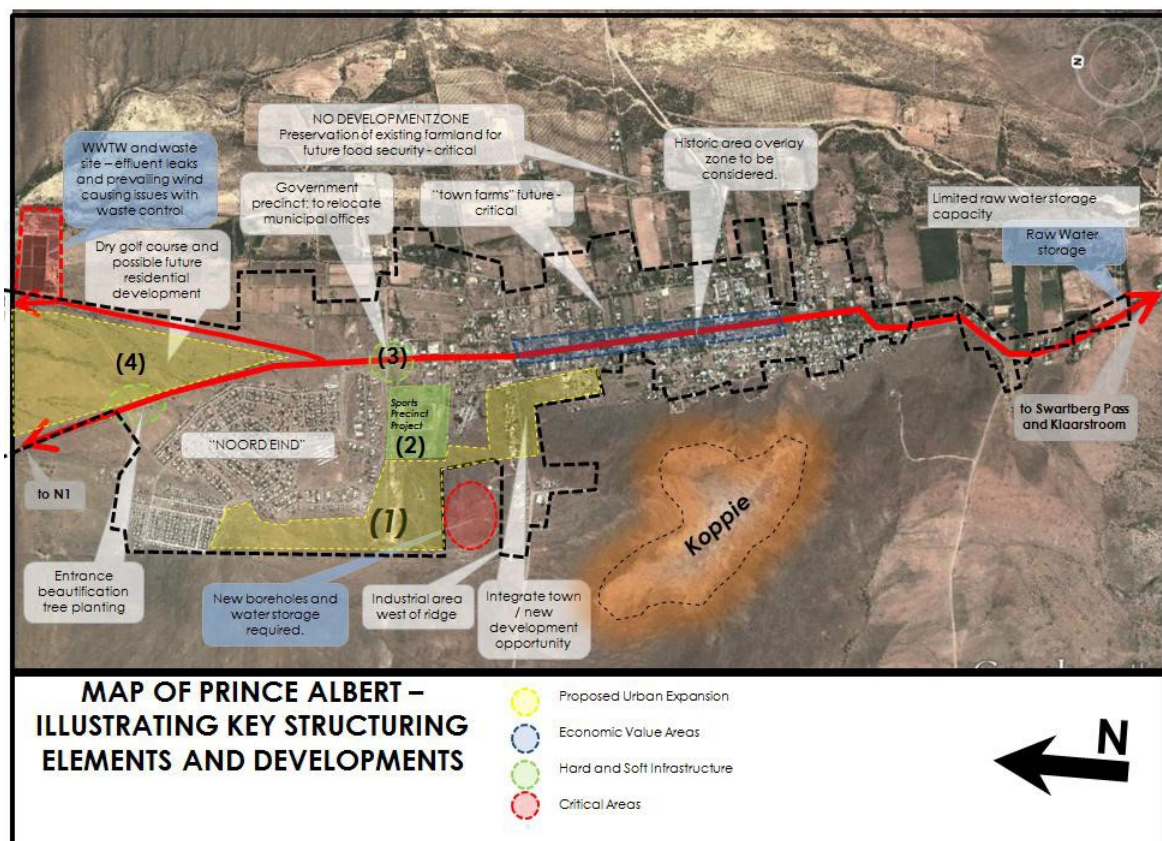 NO DEVELOPMENT ZONE
Preservation of existing farmland for
future food security - critical
WWTW and waste
site – effluent leaks
and prevailing wind
causing issues with
waste control
Government
precinct; to relocate
municipal offices
"town farms" future -
critical
Historic area overlay
zone to be
considered.
Limited raw water storage
capacity
Raw Water
storage
Dry golf course and
possible future
residential
development
(4)
(3)
Sports
Precinct
Project
(2)
"NOORD EIND"
(1)
to N1
to Swartberg Pass
and Klaarstroom
Koppie
Entrance
beautification
tree planting
New boreholes and
water storage
required.
Industrial area
west of ridge
Integrate town
/ new
development
opportunity
N
MAP OF PRINCE ALBERT –
ILLUSTRATING KEY STRUCTURING
ELEMENTS AND DEVELOPMENTS
Proposed Urban Expansion
Economic Value Areas
Hard and Soft Infrastructure
Critical Areas
N